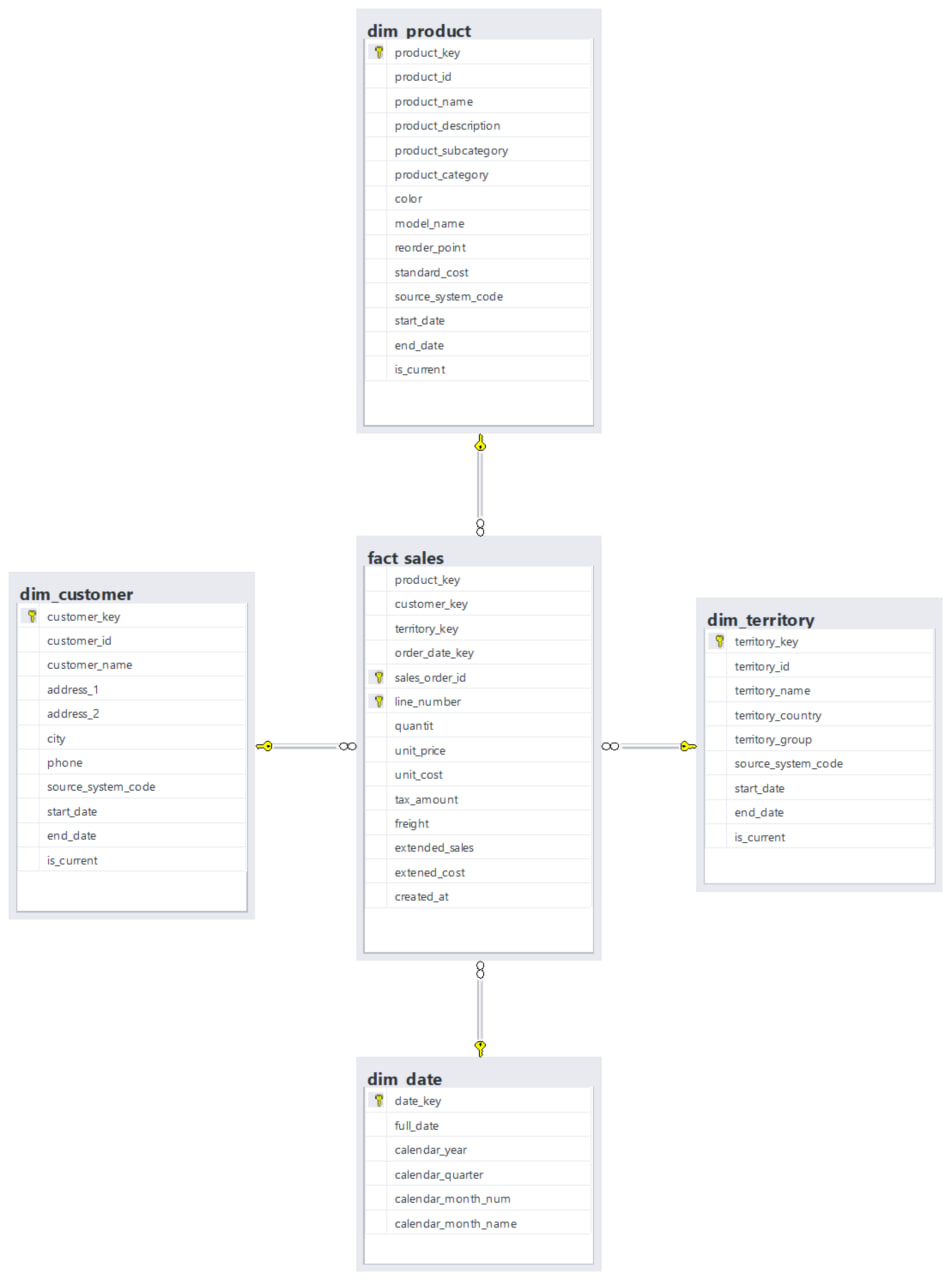 dim_product
product_key
product_id
product_name
product_description
product_subcategory
product_category
color
model_name
reorder_point
standard_cost
source_system_code
start_date
end_date
is_current
fact_sales
product_key
customer_key
territory_key
order_date_key
sales_order_id
line_number
quantit
unit_price
unit_cost
tax_amount
freight
extended_sales
extened_cost
created_at
dim_customer
customer_key
customer_id
customer_name
address_1
address_2
city
phone
source_system_code
start_date
end_date
is_current
dim_territory
territory_key
territory_id
territory_name
territory_country
territory_group
source_system_code
start_date
end_date
is_current
dim_date
date_key
full_date
calendar_year
calendar_quarter
calendar_month_num
calendar_month_name